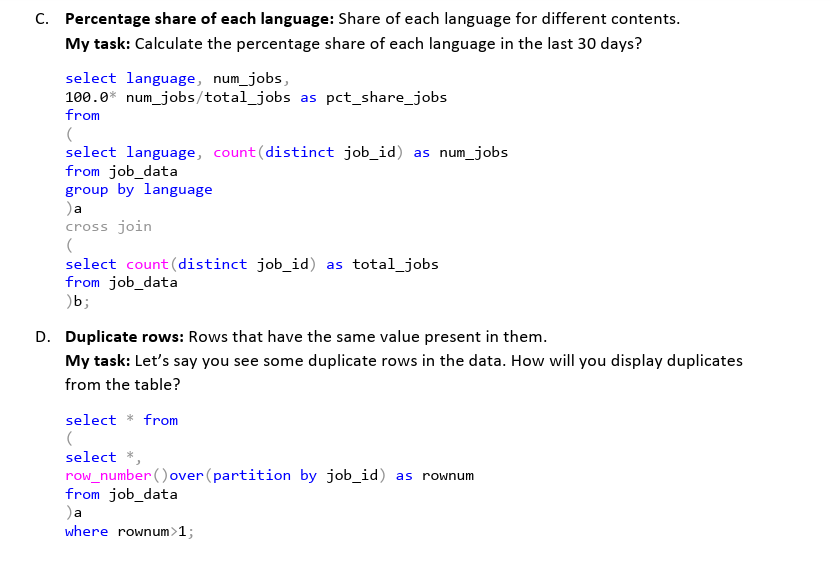 C. Percentage share of each language: Share of each language for different contents.
My task: Calculate the percentage share of each language in the last 30 days?
select language, num_jobs,
100.0* num_jobs/total_jobs as pct_share_jobs
from
(
select language, count(distinct job_id) as num_jobs
from job_data
group by language
)a
cross join
(
select count(distinct job_id) as total_jobs
from job_data
)b;
D. Duplicate rows: Rows that have the same value present in them.
My task: Let’s say you see some duplicate rows in the data. How will you display duplicates
from the table?
select * from
(
select *,
row_number()over(partition by job_id) as rownum
from job_data
)a
where rownum>1;